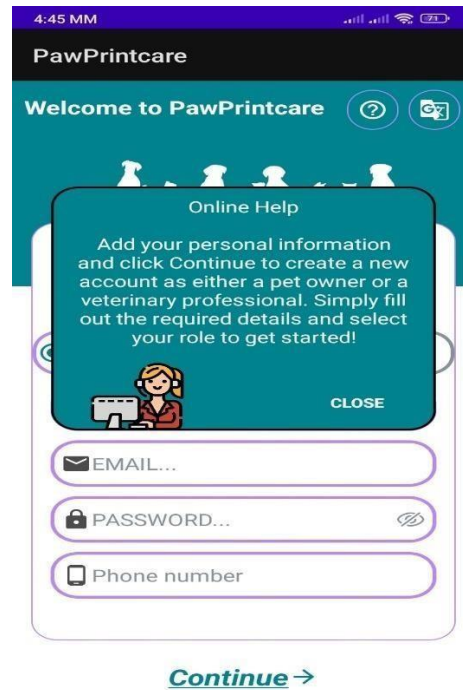 4:45 MM
71
PawPrintcare
Welcome to PawPrintcare
Online Help
Add your personal information
and click Continue to create a new
account as either a pet owner or a
veterinary professional. Simply fill
out the required details and select
your role to get started!
CLOSE
EMAIL...
PASSWORD...
Phone number
Continue→